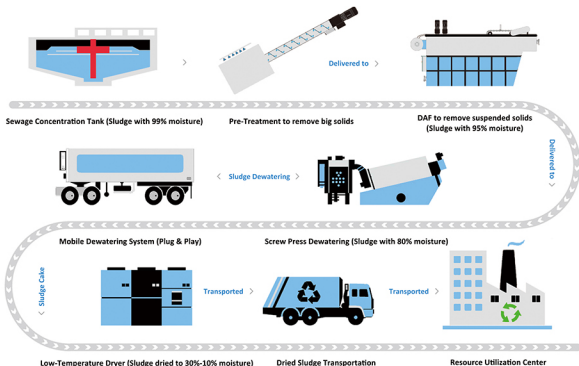 Delivered to
Sewage Concentration Tank (Sludge with 99% moisture)
Pre-Treatment to remove big solids
DAF to remove suspended solids
(Sludge with 95% moisture)
Delivered to
Sludge Dewatering
Mobile Dewatering System (Plug & Play)
Screw Press Dewatering (Sludge with 80% moisture)
Sludge Cake
Transported
Transported
Low-Temperature Dryer (Sludge dried to 30%-10% moisture)
Dried Sludge Transportation
Resource Utilization Center